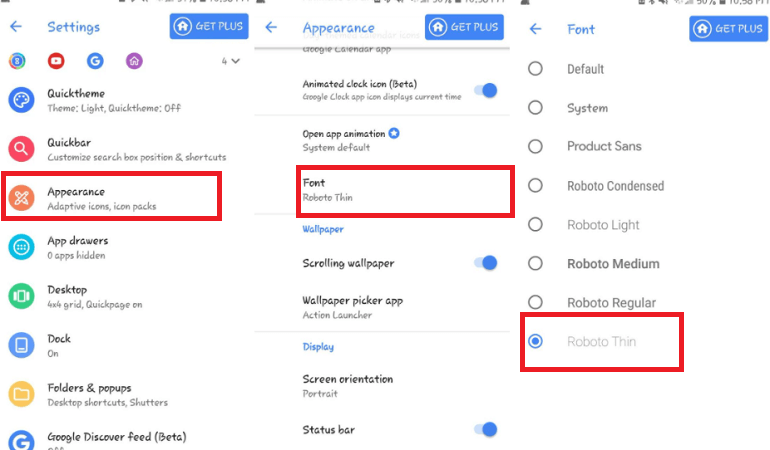 Settings
GET PLUS
4
Quicktheme
Theme: Light, Quicktheme: Off
Quickbar
Customize search box position & shortcuts
Appearance
Adaptive icons, icon packs
App drawers
0 apps hidden
Desktop
4x4 grid, Quickpage on
Dock
On
Folders & popups
Desktop shortcuts, Shutters
Google Discover feed (Beta)
Appearance
GET PLUS
Google Calendar app
Animated clock icon (Beta)
Google Clock app icon displays current time
Open app animation
System default
Font
Roboto Thin
Wallpaper
Scrolling wallpaper
Wallpaper picker app
Action Launcher
Display
Screen orientation
Portrait
Status bar
Font
GET PLUS
Default
System
Product Sans
Roboto Condensed
Roboto Light
Roboto Medium
Roboto Regular
Roboto Thin